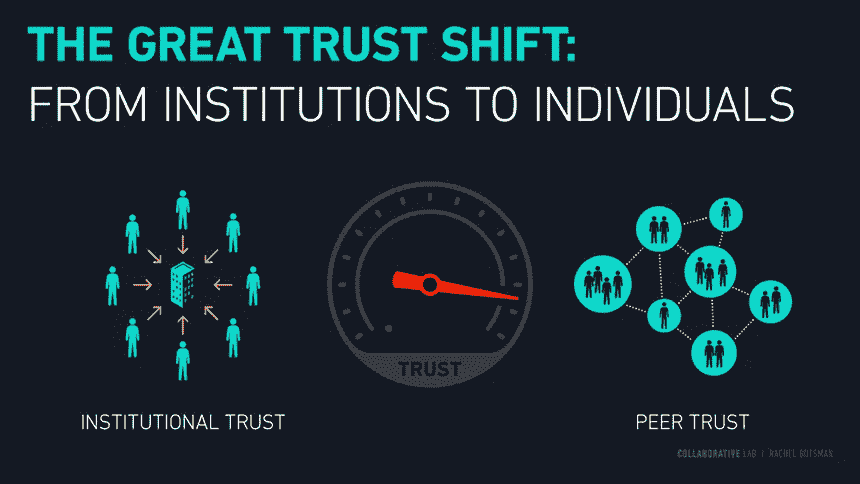 THE GREAT TRUST SHIFT:
FROM INSTITUTIONS TO INDIVIDUALS
TRUST
INSTITUTIONAL TRUST
PEER TRUST
COLLABORATIVE LAB | RACHEL BOTSMAN